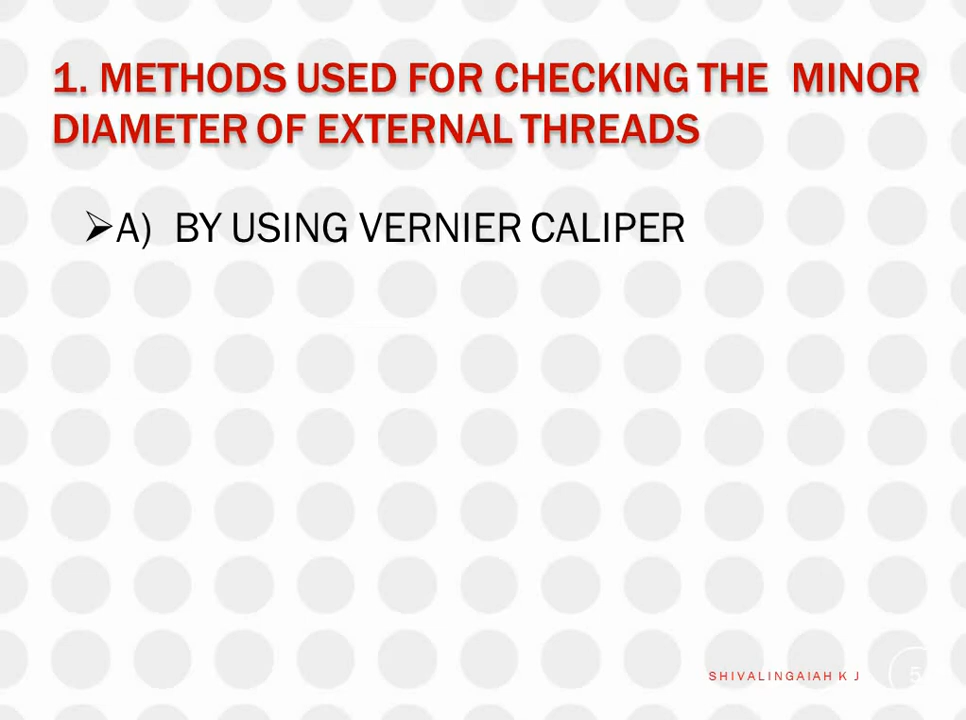 1. METHODS USED FOR CHECKING THE MINOR
DIAMETER OF EXTERNAL THREADS
➢A) BY USING VERNIER CALIPER
SHIVALINGAIAH K J
5